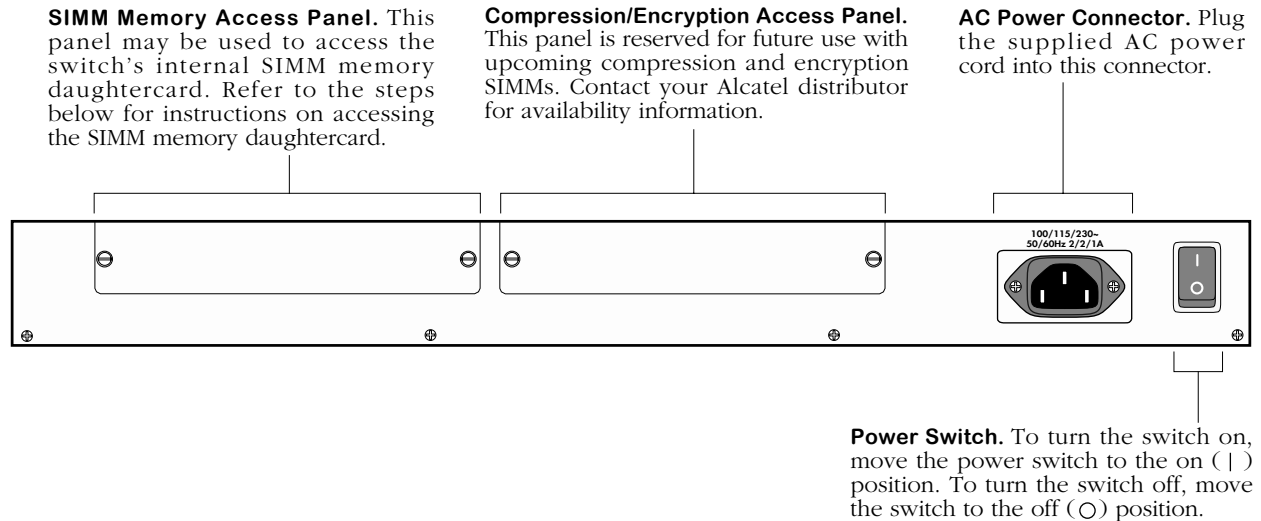 SIMM Memory Access Panel. This
panel may be used to access the
switch's internal SIMM memory
daughtercard. Refer to the steps
below for instructions on accessing
the SIMM memory daughtercard.
Compression/Encryption Access Panel.
This panel is reserved for future use with
upcoming compression and encryption
SIMMs. Contact your Alcatel distributor
for availability information.
AC Power Connector. Plug
the supplied AC power
cord into this connector.
100/115/230~
50/60Hz 2/2/1A
Power Switch. To turn the switch on,
move the power switch to the on ( | )
position. To turn the switch off, move
the switch to the off (○) position.